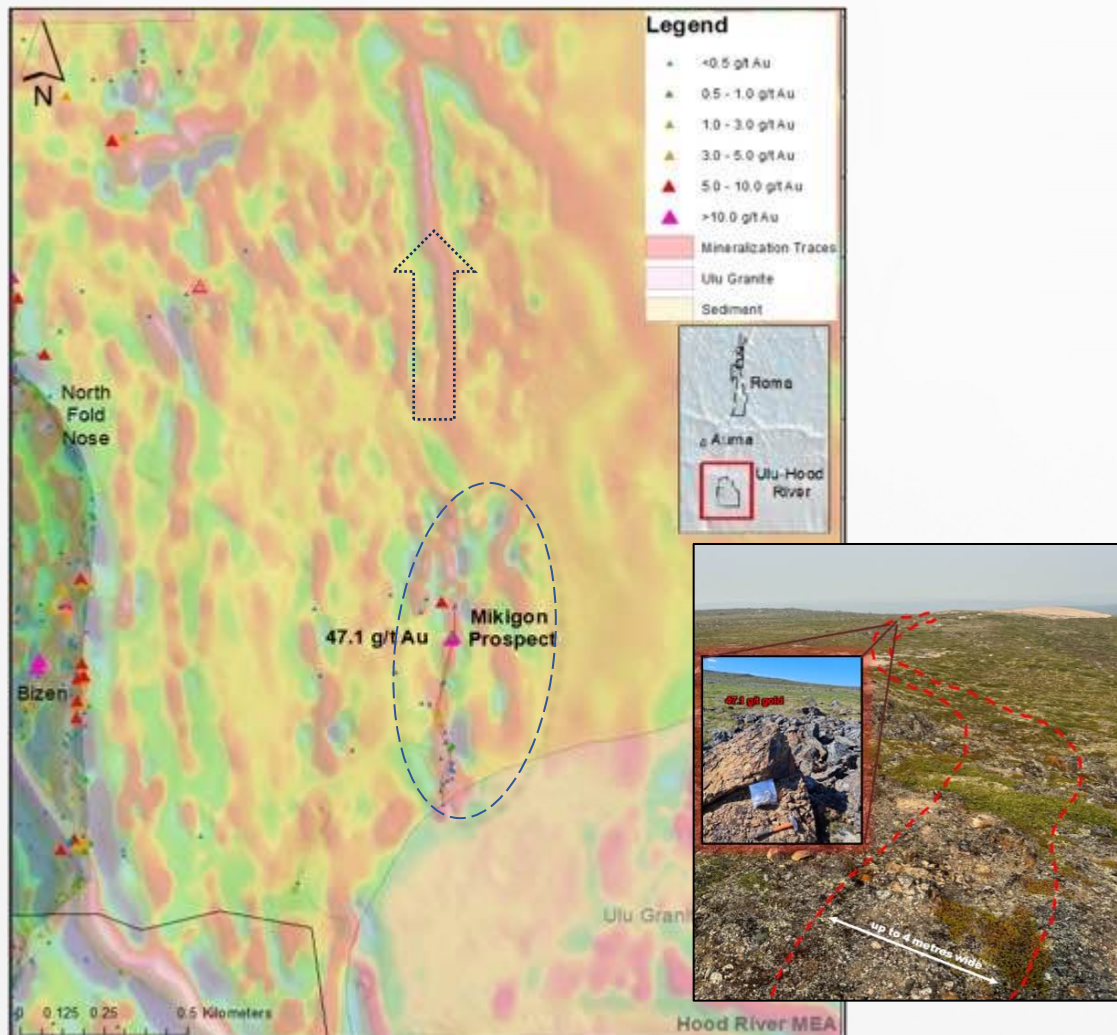 N
Legend
<0.5 g/t Au
0.5 - 1.0 g/t Au
1.0 - 3.0 g/t Au
3.0 - 5.0 g/t Au
5.0 - 10.0 g/t Au
>10.0 g/t Au
Mineralization Traces
Ulu Granite
Sediment
Roma
Auma
Ulu-Hood
River
North
Fold
Nose
47.1 g/t Au
Mikigon
Prospect
Bizen
47.1 g/t gold
Ulu Grani
up to 4 metres wide
0 0.125 0.25 0.5 Kilometers
Hood River MEA